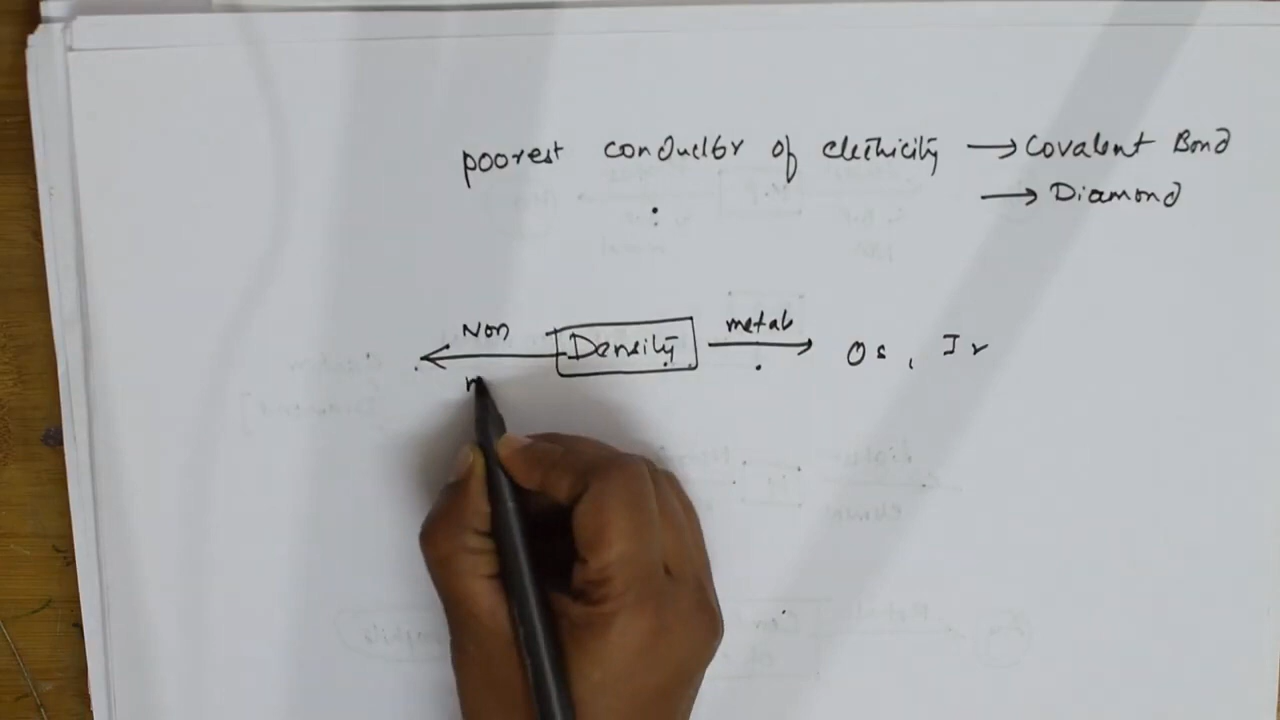 poorest conductor of electricity → Covalent Bond
→ Diamond
Non Density metal Os, Ir
m